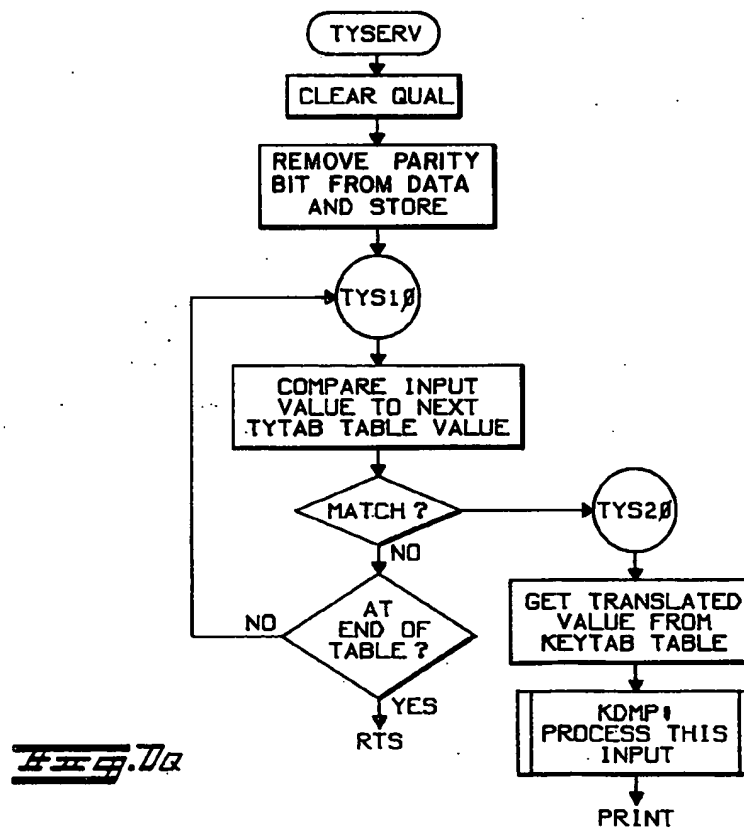 TYSERV
CLEAR QUAL
REMOVE PARITY
BIT FROM DATA
AND STORE
TYS1Ø
COMPARE INPUT
VALUE TO NEXT
TYTAB TABLE VALUE
MATCH ?
TYS2Ø
NO
GET TRANSLATED
VALUE FROM
KEYTAB TABLE
NO
AT
END OF
TABLE ?
YES
RTS
KDMP:
PROCESS THIS
INPUT
PRINT